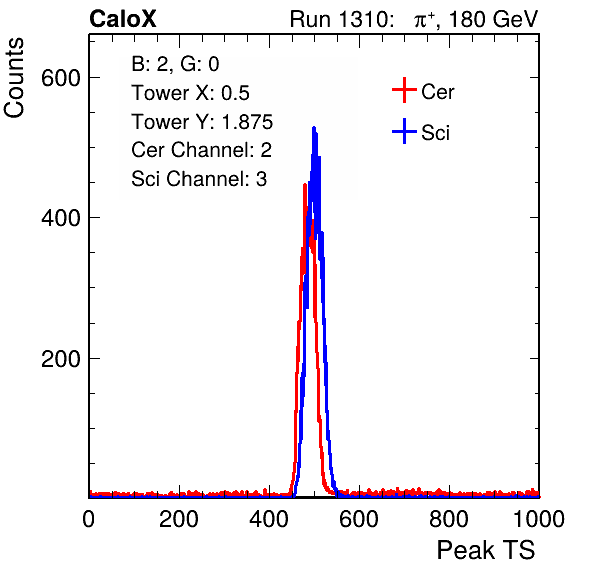 CaloX Run 1310: π⁺, 180 GeV
Counts
B: 2, G: 0
Tower X: 0.5
Tower Y: 1.875
Cer Channel: 2
Sci Channel: 3
Cer
Sci
600
400
200
0 200 400 600 800 1000
Peak TS